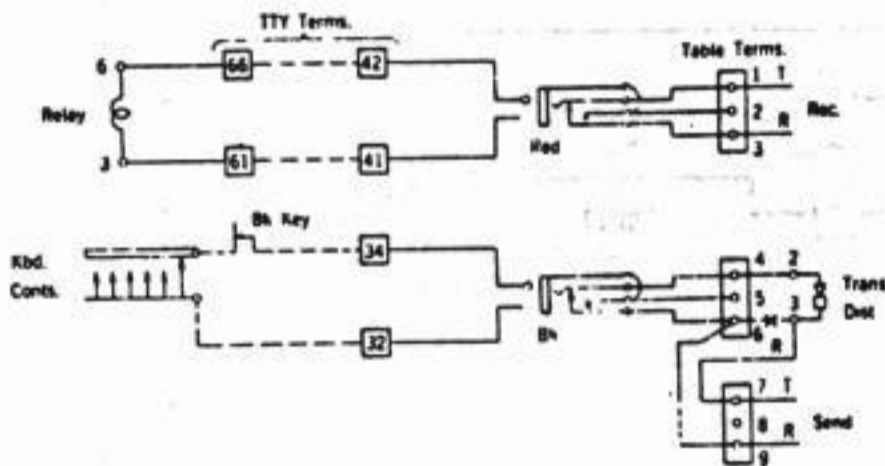 TTY Terms.
Table Terms.
6 66 42 1 T
Relay 2 Rec.
Red R
3 61 41 3
Bk Key
34 4 2
Kbd. Trans
Conts. 5 3 Dist
Bk 6
32 R
7 T
8 Send
R
9